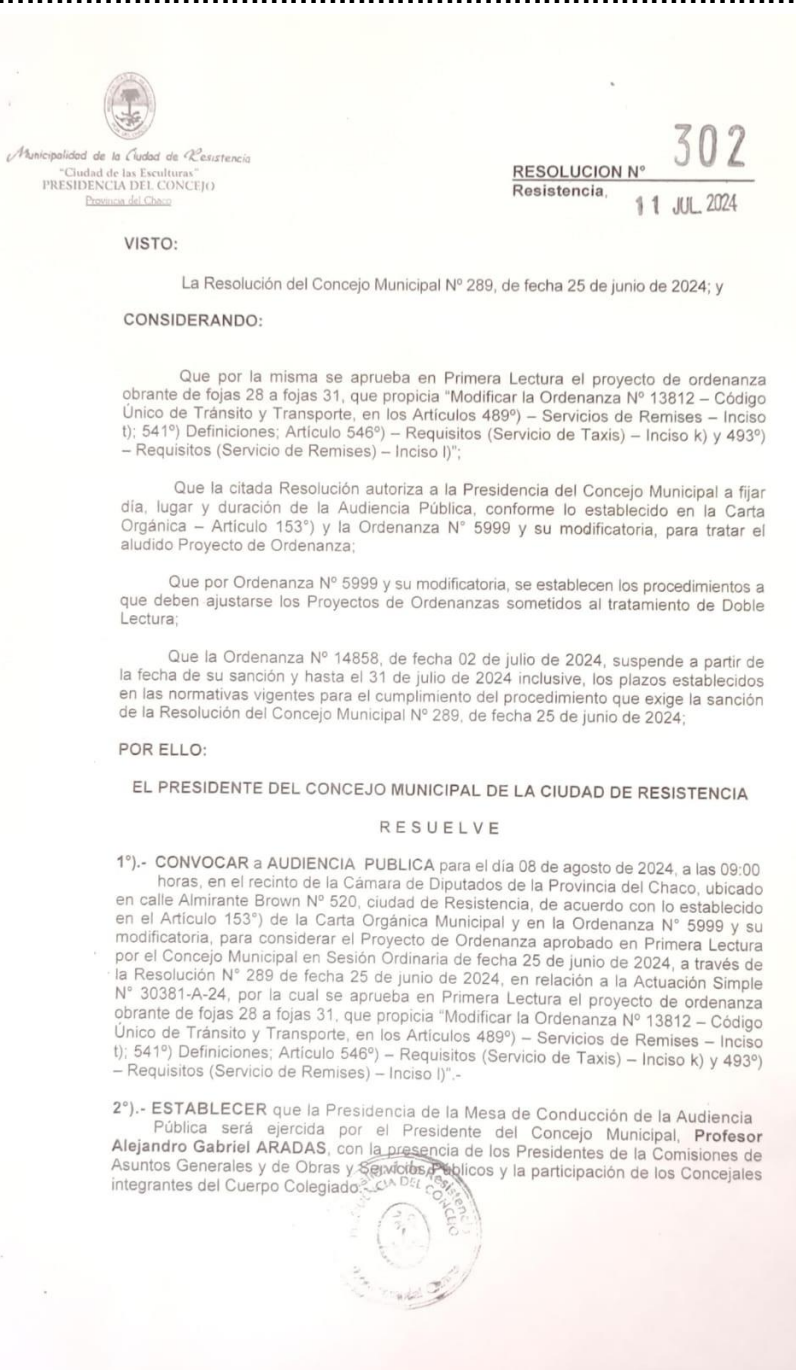 Municipalidad de la Ciudad de Resistencia
"Ciudad de las Esculturas"
PRESIDENCIA DEL CONCEJO
Provincia del Chaco
RESOLUCION Nº 302
Resistencia, 11 JUL. 2024
VISTO:
La Resolución del Concejo Municipal Nº 289, de fecha 25 de junio de 2024; y
CONSIDERANDO:
Que por la misma se aprueba en Primera Lectura el proyecto de ordenanza
obrante de fojas 28 a fojas 31, que propicia “Modificar la Ordenanza Nº 13812 – Código
Único de Tránsito y Transporte, en los Artículos 489º) – Servicios de Remises – Inciso
t); 541º) Definiciones; Artículo 546º) – Requisitos (Servicio de Taxis) – Inciso k) y 493º)
– Requisitos (Servicio de Remises) – Inciso l)”;
Que la citada Resolución autoriza a la Presidencia del Concejo Municipal a fijar
día, lugar y duración de la Audiencia Pública, conforme lo establecido en la Carta
Orgánica – Artículo 153°) y la Ordenanza N° 5999 y su modificatoria, para tratar el
aludido Proyecto de Ordenanza;
Que por Ordenanza Nº 5999 y su modificatoria, se establecen los procedimientos a
que deben ajustarse los Proyectos de Ordenanzas sometidos al tratamiento de Doble
Lectura;
Que la Ordenanza Nº 14858, de fecha 02 de julio de 2024, suspende a partir de
la fecha de su sanción y hasta el 31 de julio de 2024 inclusive, los plazos establecidos
en las normativas vigentes para el cumplimiento del procedimiento que exige la sanción
de la Resolución del Concejo Municipal Nº 289, de fecha 25 de junio de 2024;
POR ELLO:
EL PRESIDENTE DEL CONCEJO MUNICIPAL DE LA CIUDAD DE RESISTENCIA
R E S U E L V E
1°).- CONVOCAR a AUDIENCIA PUBLICA para el día 08 de agosto de 2024, a las 09:00
horas, en el recinto de la Cámara de Diputados de la Provincia del Chaco, ubicado
en calle Almirante Brown Nº 520, ciudad de Resistencia, de acuerdo con lo establecido
en el Artículo 153°) de la Carta Orgánica Municipal y en la Ordenanza N° 5999 y su
modificatoria, para considerar el Proyecto de Ordenanza aprobado en Primera Lectura
por el Concejo Municipal en Sesión Ordinaria de fecha 25 de junio de 2024, a través de
la Resolución N° 289 de fecha 25 de junio de 2024, en relación a la Actuación Simple
N° 30381-A-24, por la cual se aprueba en Primera Lectura el proyecto de ordenanza
obrante de fojas 28 a fojas 31, que propicia “Modificar la Ordenanza Nº 13812 – Código
Único de Tránsito y Transporte, en los Artículos 489º) – Servicios de Remises – Inciso
t); 541º) Definiciones; Artículo 546º) – Requisitos (Servicio de Taxis) – Inciso k) y 493º)
– Requisitos (Servicio de Remises) – Inciso l)”.-
2°).- ESTABLECER que la Presidencia de la Mesa de Conducción de la Audiencia
Pública será ejercida por el Presidente del Concejo Municipal, Profesor
Alejandro Gabriel ARADAS, con la presencia de los Presidentes de la Comisiones de
Asuntos Generales y de Obras y Servicios Públicos y la participación de los Concejales
integrantes del Cuerpo Colegiado.-